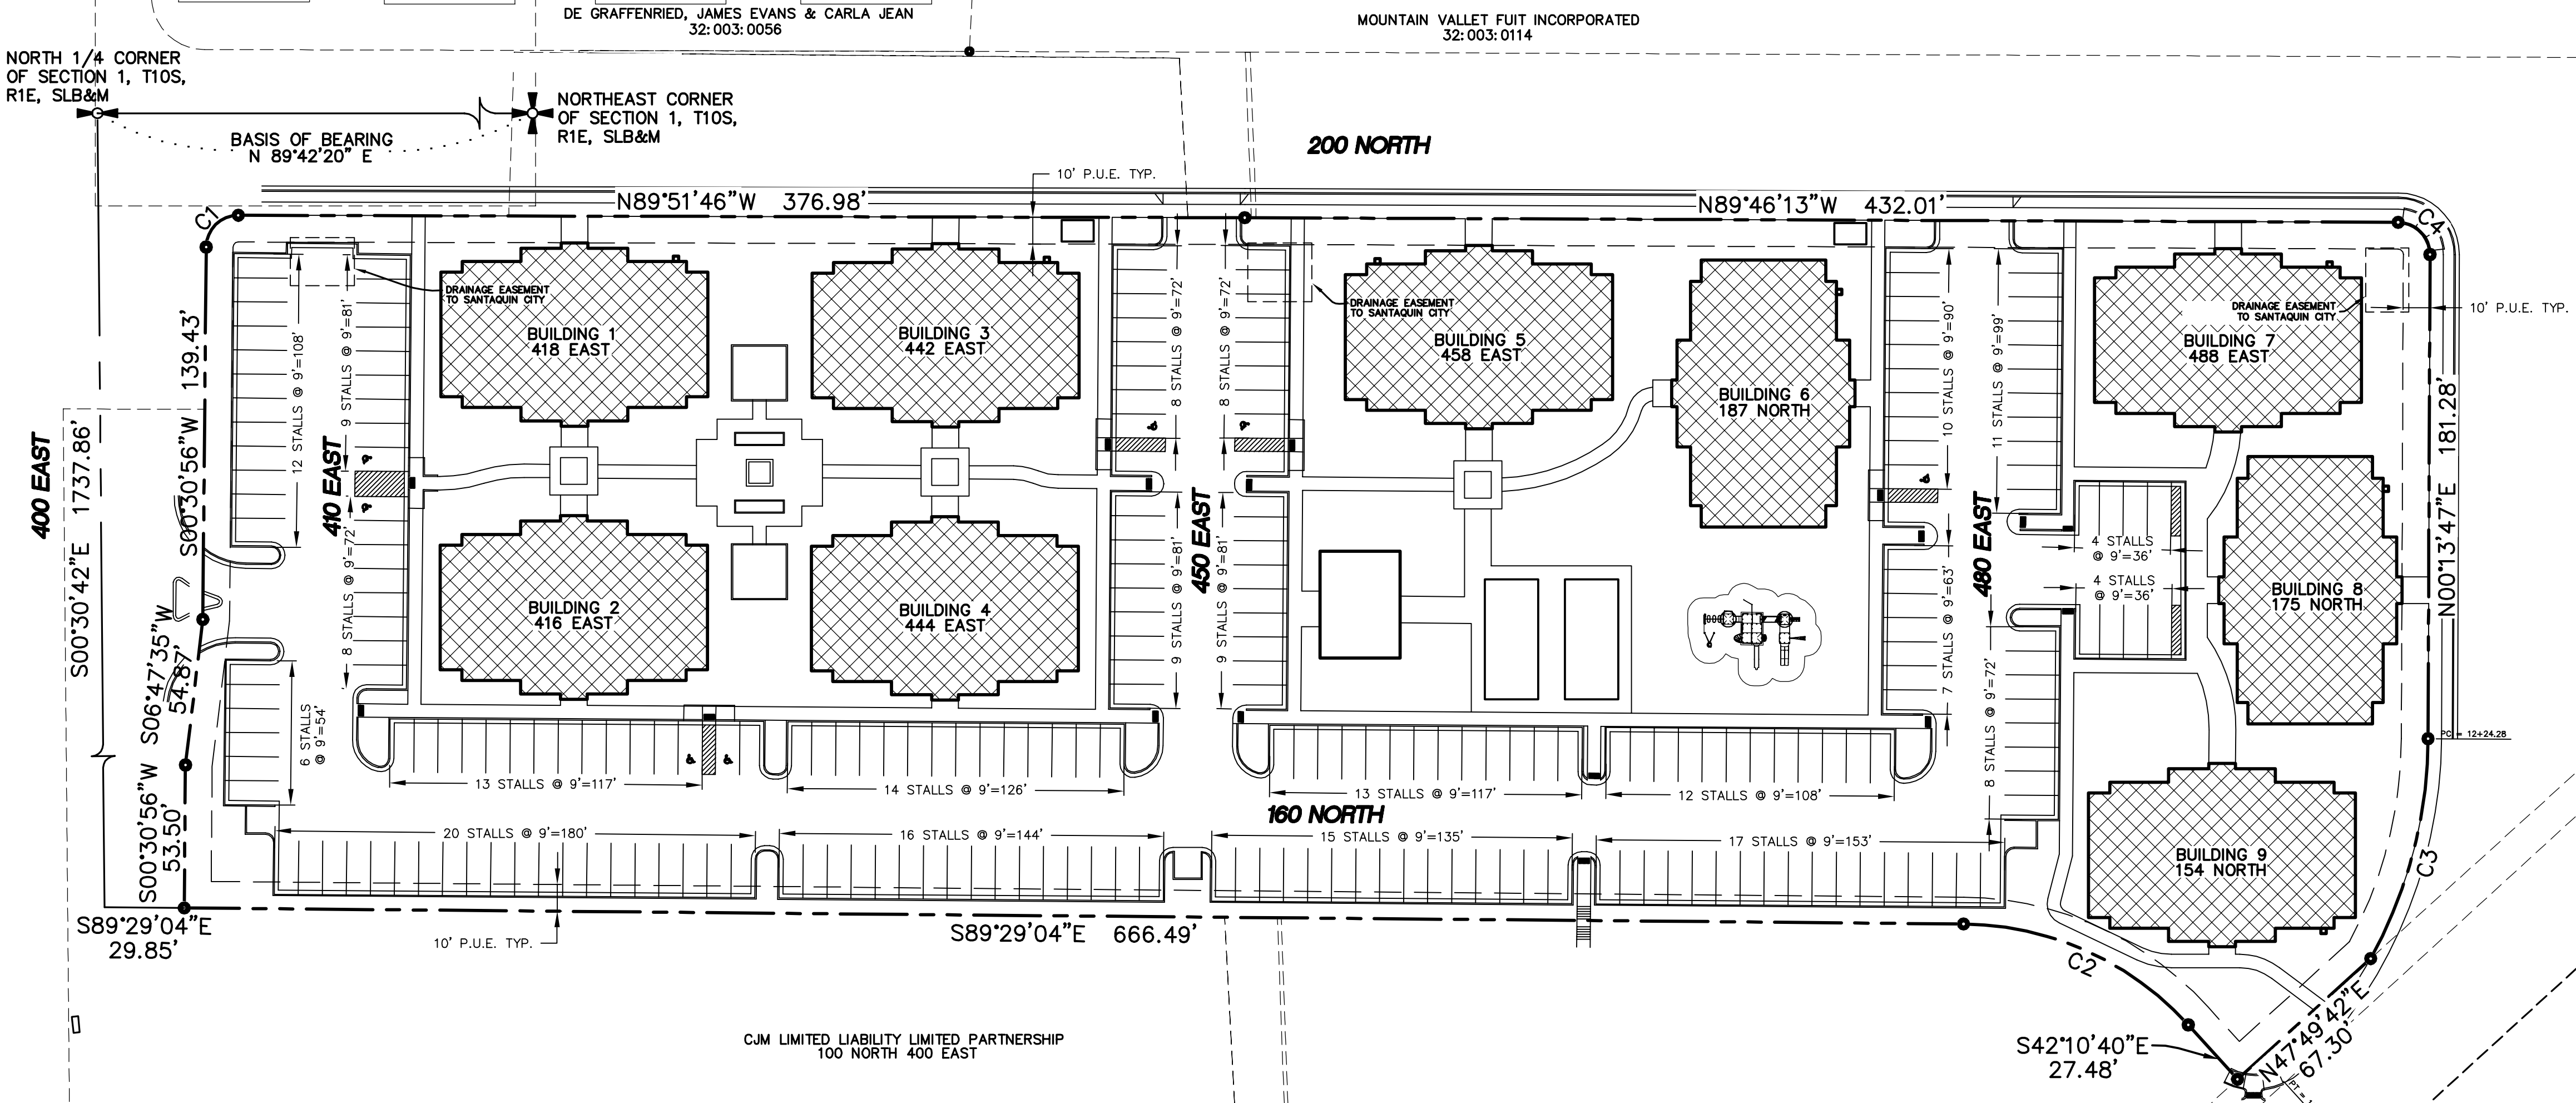 DE GRAFFENRIED, JAMES EVANS & CARLA JEAN
32:003:0056
MOUNTAIN VALLET FUIT INCORPORATED
32:003:0114
NORTH 1/4 CORNER
OF SECTION 1, T10S,
R1E, SLB&M
NORTHEAST CORNER
OF SECTION 1, T10S,
R1E, SLB&M
BASIS OF BEARING
N 89°42'20" E
200 NORTH
10' P.U.E. TYP.
C1
N89°51'46"W 376.98'
N89°46'13"W 432.01'
C4
DRAINAGE EASEMENT
TO SANTAQUIN CITY
DRAINAGE EASEMENT
TO SANTAQUIN CITY
DRAINAGE EASEMENT
TO SANTAQUIN CITY
10' P.U.E. TYP.
BUILDING 1
418 EAST
BUILDING 3
442 EAST
BUILDING 5
458 EAST
BUILDING 6
187 NORTH
BUILDING 7
488 EAST
400 EAST
S00°30'42"E 1737.86'
S00°30'56"W 139.43'
12 STALLS @ 9'=108'
410 EAST
9 STALLS @ 9'=81'
8 STALLS @ 9'=72'
8 STALLS @ 9'=72'
8 STALLS @ 9'=72'
450 EAST
9 STALLS @ 9'=81'
9 STALLS @ 9'=81'
10 STALLS @ 9'=90'
11 STALLS @ 9'=99'
480 EAST
7 STALLS @ 9'=63'
8 STALLS @ 9'=72'
4 STALLS
@ 9'=36'
4 STALLS
@ 9'=36'
N00°13'47"E 181.28'
BUILDING 2
416 EAST
BUILDING 4
444 EAST
BUILDING 8
175 NORTH
S06°47'35"W
54.87'
6 STALLS
@ 9'=54'
S00°30'56"W
53.50'
PC = 12+24.28
13 STALLS @ 9'=117'
14 STALLS @ 9'=126'
13 STALLS @ 9'=117'
12 STALLS @ 9'=108'
160 NORTH
20 STALLS @ 9'=180'
16 STALLS @ 9'=144'
15 STALLS @ 9'=135'
17 STALLS @ 9'=153'
BUILDING 9
154 NORTH
C3
S89°29'04"E
29.85'
10' P.U.E. TYP.
S89°29'04"E 666.49'
C2
S42°10'40"E
27.48'
N47°49'42"E
67.30'
PT =
CJM LIMITED LIABILITY LIMITED PARTNERSHIP
100 NORTH 400 EAST